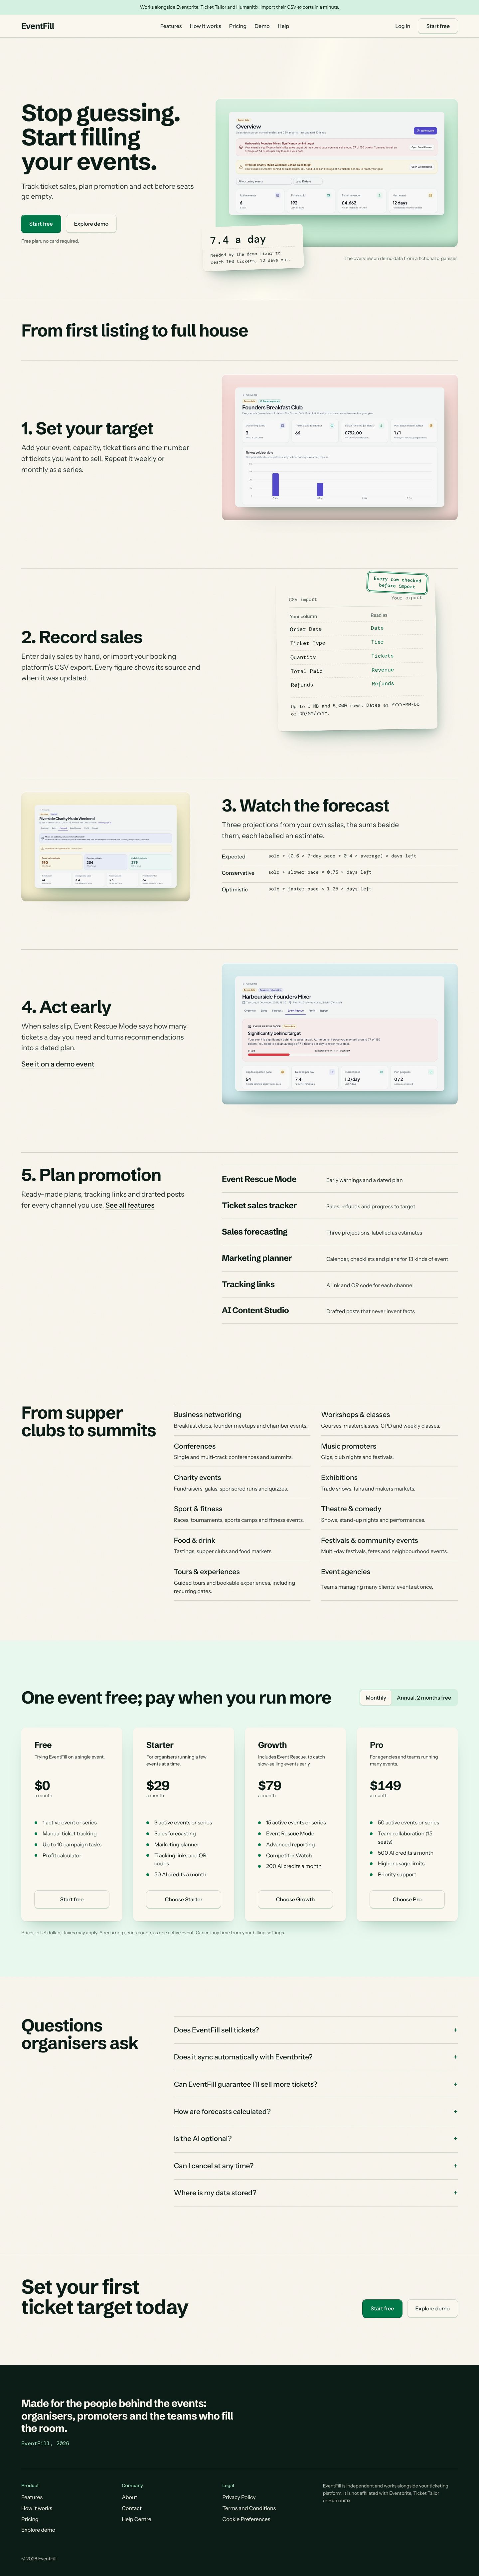 Works alongside Eventbrite, Ticket Tailor and Humanitix: import their CSV exports in a minute.
EventFill
Features How it works Pricing Demo Help
Log in
Start free
Stop guessing.
Start filling
your events.
Track ticket sales, plan promotion and act before seats
go empty.
Start free
Explore demo
Free plan, no card required.
Overview
6
192
£4,662
12 days
7.4 a day
Needed by the demo mixer to
reach 150 tickets, 12 days out.
The overview on demo data from a fictional organiser.
From first listing to full house
1. Set your target
Add your event, capacity, ticket tiers and the number
of tickets you want to sell. Repeat it weekly or
monthly as a series.
Founders Breakfast Club
3
66
£792.00
1/1
2. Record sales
Enter daily sales by hand, or import your booking
platform's CSV export. Every figure shows its source and
when it was updated.
Every row checked
before import
CSV import
Your export
Your column
Read as
Order Date
Date
Ticket Type
Tier
Quantity
Tickets
Total Paid
Revenue
Refunds
Refunds
Up to 1 MB and 5,000 rows. Dates as YYYY-MM-DD
or DD/MM/YYYY.
Riverside Charity Music Weekend
3. Watch the forecast
Three projections from your own sales, the sums beside
them, each labelled an estimate.
Expected
sold + (0.6 × 7-day pace + 0.4 × average) × days left
Conservative
sold + slower pace × 0.75 × days left
Optimistic
sold + faster pace × 1.25 × days left
4. Act early
When sales slip, Event Rescue Mode says how many
tickets a day you need and turns recommendations
into a dated plan.
See it on a demo event
Harbourside Founders Mixer
Significantly behind target
54
7.4
1.3/day
0/2
5. Plan promotion
Ready-made plans, tracking links and drafted posts
for every channel you use. See all features
Event Rescue Mode
Early warnings and a dated plan
Ticket sales tracker
Sales, refunds and progress to target
Sales forecasting
Three projections, labelled as estimates
Marketing planner
Calendar, checklists and plans for 13 kinds of event
Tracking links
A link and QR code for each channel
AI Content Studio
Drafted posts that never invent facts
From supper
clubs to summits
Business networking
Breakfast clubs, founder meetups and chamber events.
Workshops & classes
Courses, masterclasses, CPD and weekly classes.
Conferences
Single and multi-track conferences and summits.
Music promoters
Gigs, club nights and festivals.
Charity events
Fundraisers, galas, sponsored runs and quizzes.
Exhibitions
Trade shows, fairs and makers markets.
Sport & fitness
Races, tournaments, sports camps and fitness events.
Theatre & comedy
Shows, stand-up nights and performances.
Food & drink
Tastings, supper clubs and food markets.
Festivals & community events
Multi-day festivals, fetes and neighbourhood events.
Tours & experiences
Guided tours and bookable experiences, including
recurring dates.
Event agencies
Teams managing many clients' events at once.
One event free; pay when you run more
Monthly
Annual, 2 months free
Free
Trying EventFill on a single event.
$0
a month
1 active event or series
Manual ticket tracking
Up to 10 campaign tasks
Profit calculator
Start free
Starter
For organisers running a few
events at a time.
$29
a month
3 active events or series
Sales forecasting
Marketing planner
Tracking links and QR
codes
50 AI credits a month
Choose Starter
Growth
Includes Event Rescue, to catch
slow-selling events early.
$79
a month
15 active events or series
Event Rescue Mode
Advanced reporting
Competitor Watch
200 AI credits a month
Choose Growth
Pro
For agencies and teams running
many events.
$149
a month
50 active events or series
Team collaboration (15
seats)
500 AI credits a month
Higher usage limits
Priority support
Choose Pro
Prices in US dollars; taxes may apply. A recurring series counts as one active event. Cancel any time from your billing settings.
Questions
organisers ask
Does EventFill sell tickets?
+
Does it sync automatically with Eventbrite?
+
Can EventFill guarantee I'll sell more tickets?
+
How are forecasts calculated?
+
Is the AI optional?
+
Can I cancel at any time?
+
Where is my data stored?
+
Set your first
ticket target today
Start free
Explore demo
Made for the people behind the events:
organisers, promoters and the teams who fill
the room.
EventFill, 2026
Product
Features
How it works
Pricing
Explore demo
Company
About
Contact
Help Centre
Legal
Privacy Policy
Terms and Conditions
Cookie Preferences
EventFill is independent and works alongside your ticketing
platform. It is not affiliated with Eventbrite, Ticket Tailor
or Humanitix.
© 2026 EventFill